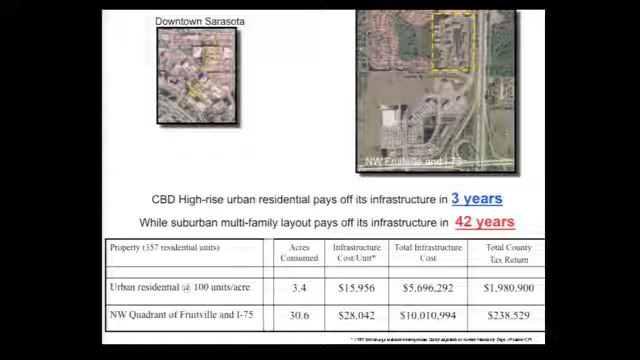 Downtown Sarasota
NW Fruitville and I-75
CBD High-rise urban residential pays off its infrastructure in 3 years
While suburban multi-family layout pays off its infrastructure in 42 years
Property (357 residential units) Acres Consumed Infrastructure Cost/Unit* Total Infrastructure Cost Total County Tax Return
Urban residential @ 100 units/acre 3.4 $15,956 $5,696,292 $1,980,900
NW Quadrant of Fruitville and I-75 30.6 $28,042 $10,010,994 $238,529